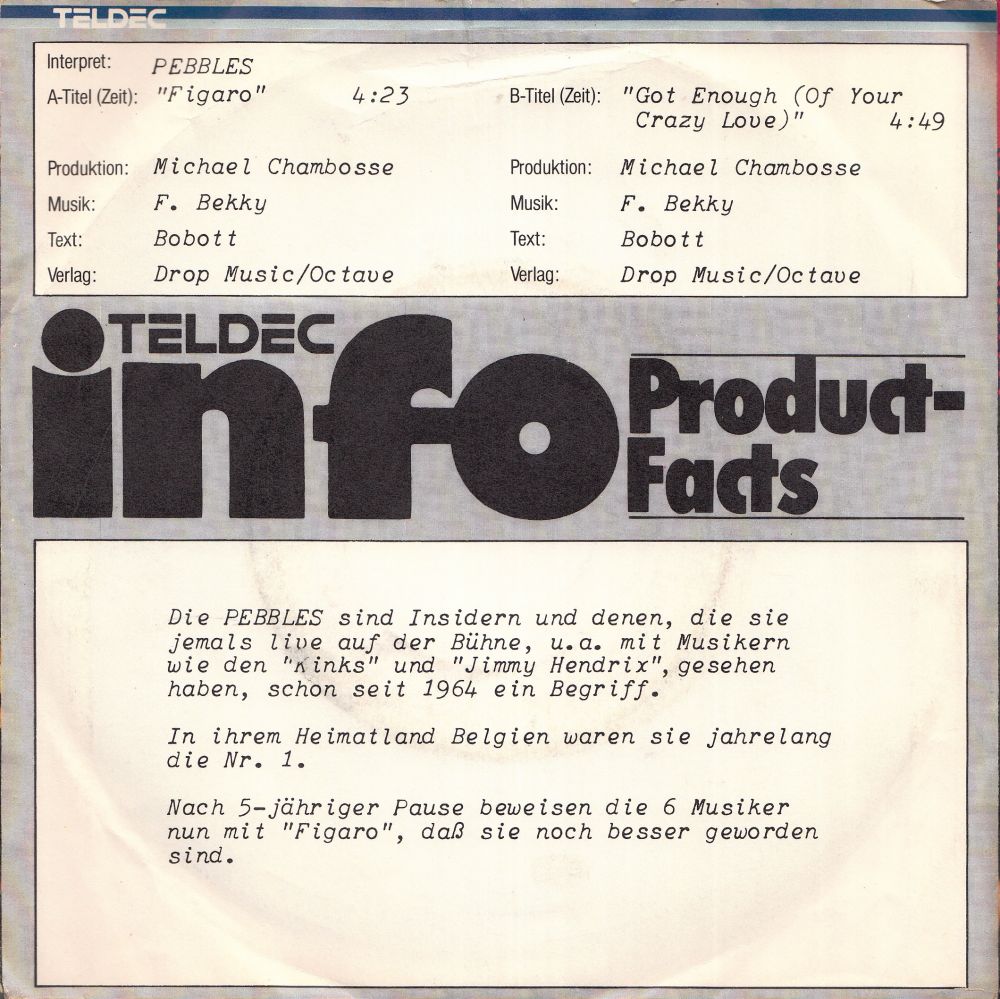 TELDEC
Interpret: PEBBLES
A-Titel (Zeit): "Figaro" 4:23
Produktion: Michael Chambosse
Musik: F. Bekky
Text: Bobott
Verlag: Drop Music/Octave
B-Titel (Zeit): "Got Enough (Of Your
Crazy Love)" 4:49
Produktion: Michael Chambosse
Musik: F. Bekky
Text: Bobott
Verlag: Drop Music/Octave
TELDEC
info
Product-
Facts
Die PEBBLES sind Insidern und denen, die sie
jemals live auf der Bühne, u.a. mit Musikern
wie den "Kinks" und "Jimmy Hendrix", gesehen
haben, schon seit 1964 ein Begriff.
In ihrem Heimatland Belgien waren sie jahrelang
die Nr. 1.
Nach 5-jähriger Pause beweisen die 6 Musiker
nun mit "Figaro", daß sie noch besser geworden
sind.